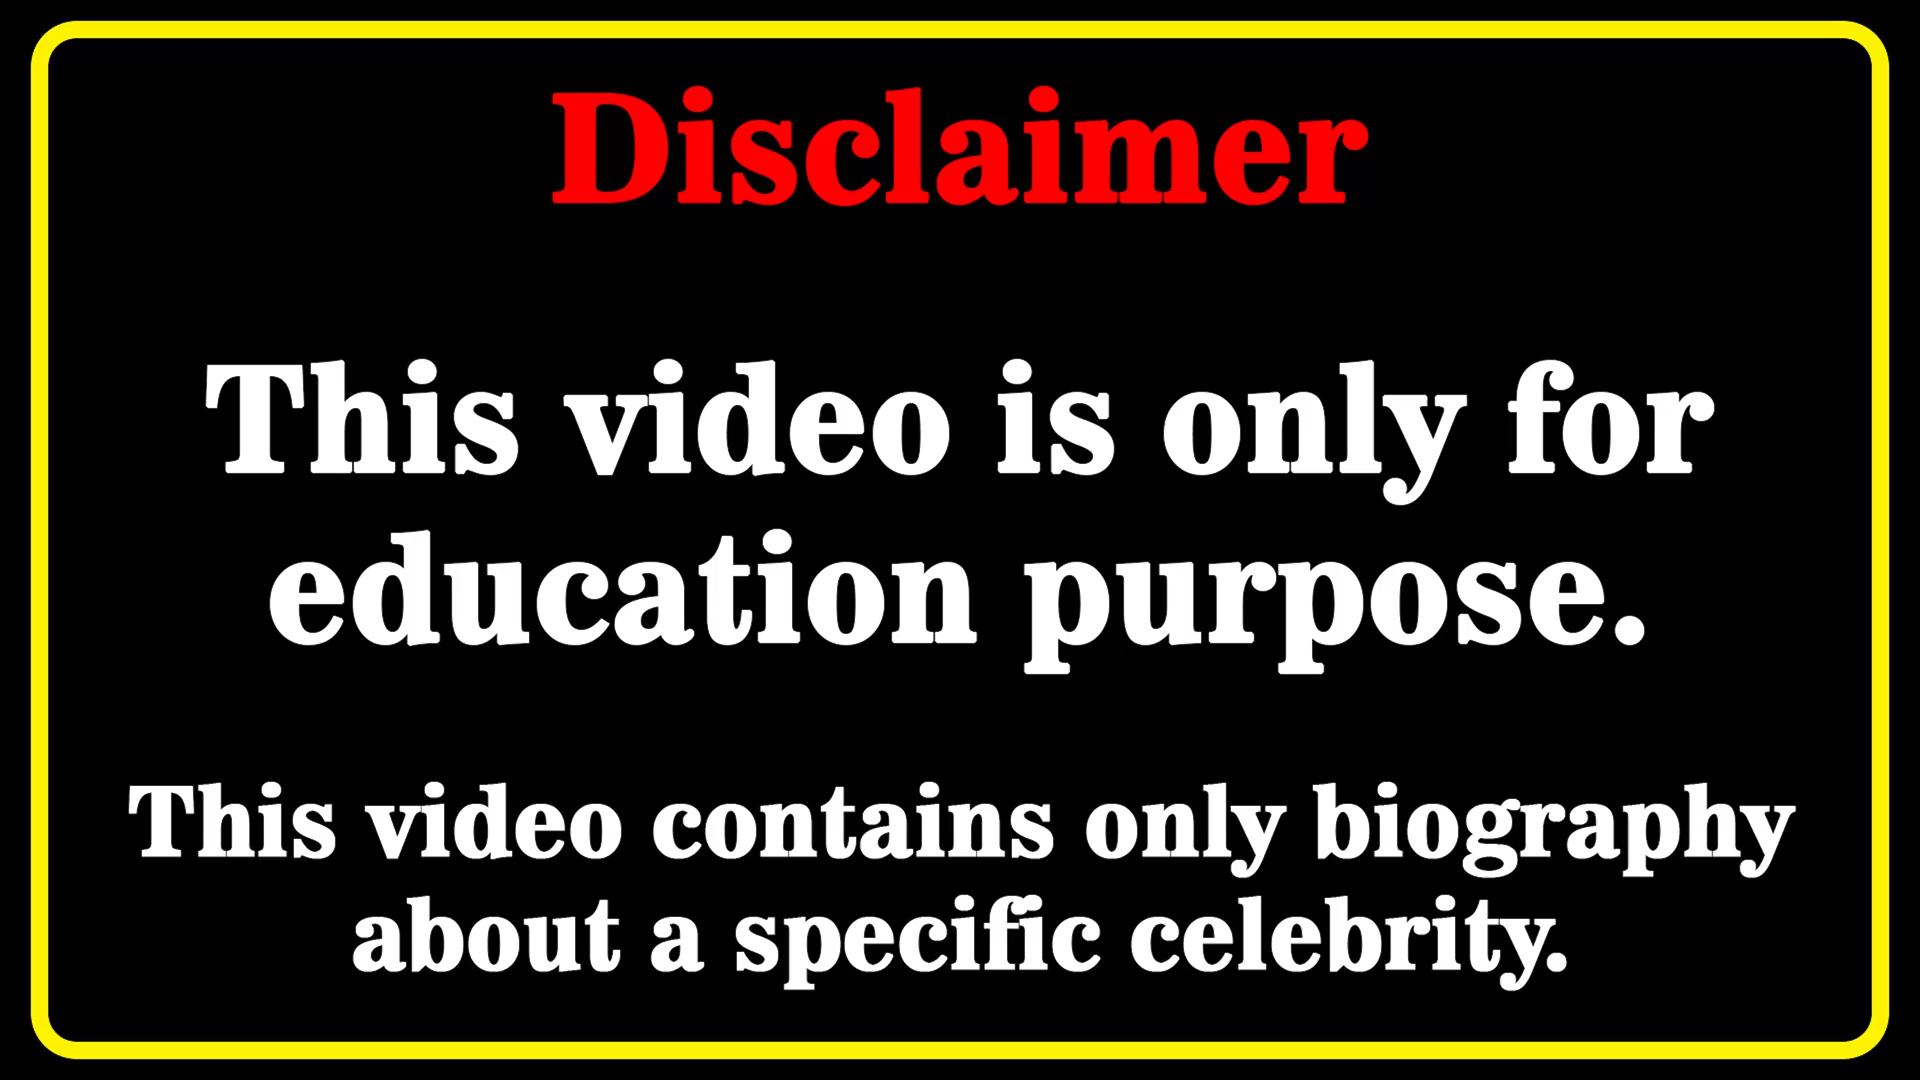 Disclaimer
This video is only for
education purpose.
This video contains only biography
about a specific celebrity.